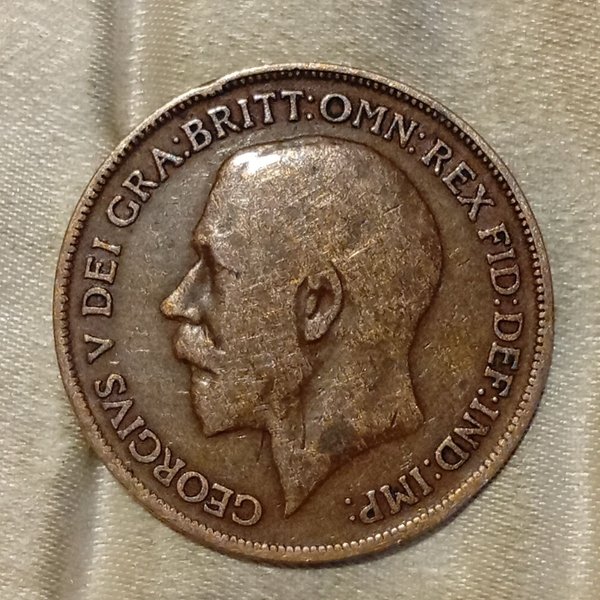 GEORGIVS V DEI GRA:BRITT:OMN:REX FID:DEF:IND:IMP: